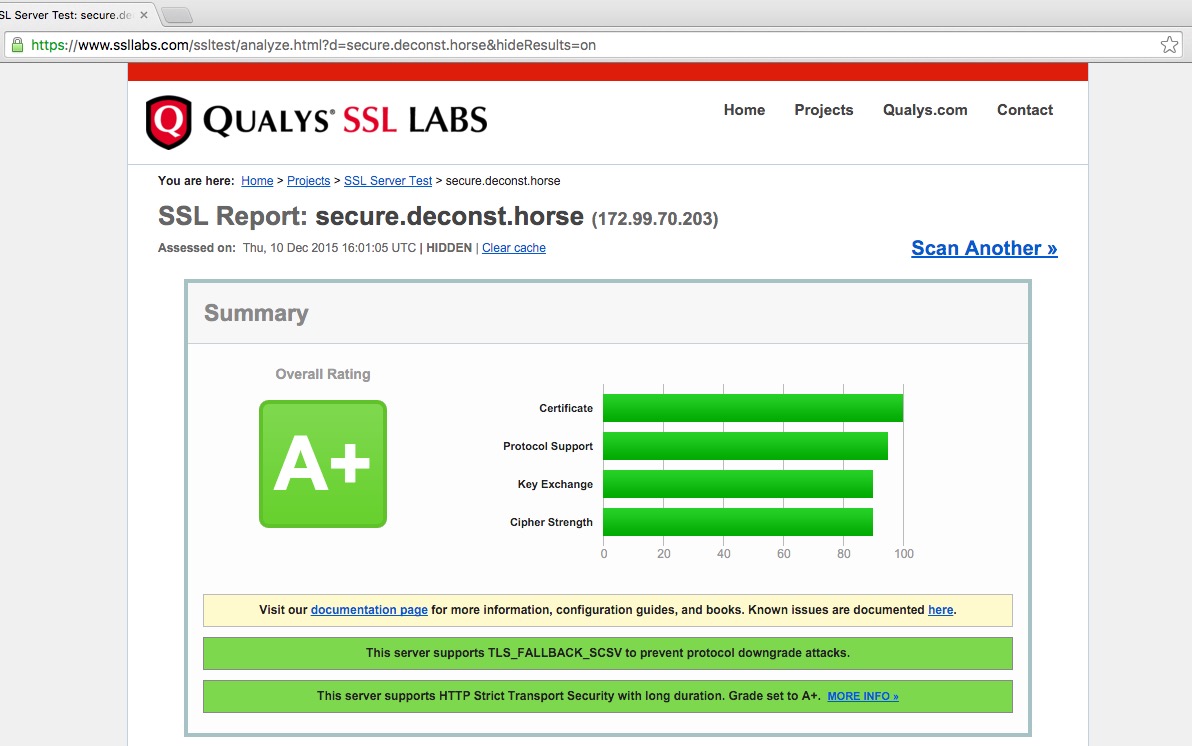 SL Server Test: secure.de
https://www.ssllabs.com/ssltest/analyze.html?d=secure.deconst.horse&hideResults=on
QUALYS® SSL LABS
Home Projects Qualys.com Contact
You are here: Home > Projects > SSL Server Test > secure.deconst.horse
SSL Report: secure.deconst.horse (172.99.70.203)
Assessed on: Thu, 10 Dec 2015 16:01:05 UTC | HIDDEN | Clear cache
Scan Another »
Summary
Overall Rating
A+
Certificate
Protocol Support
Key Exchange
Cipher Strength
0 20 40 60 80 100
Visit our documentation page for more information, configuration guides, and books. Known issues are documented here.
This server supports TLS_FALLBACK_SCSV to prevent protocol downgrade attacks.
This server supports HTTP Strict Transport Security with long duration. Grade set to A+. MORE INFO »